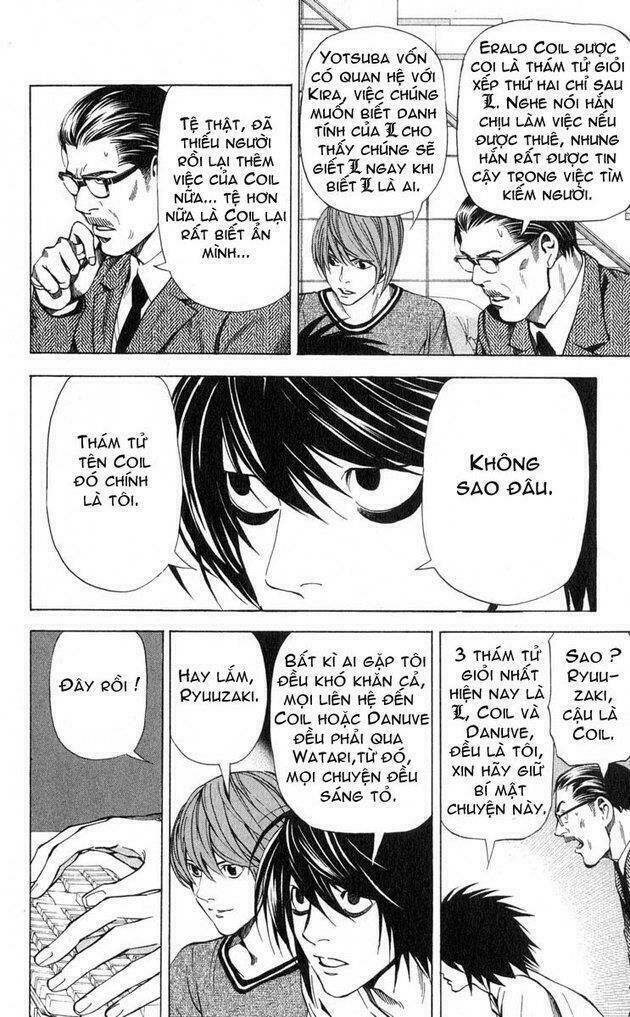 ERALD COIL ĐƯỢC
COI LÀ THÁM TỬ GIỎI
XẾP THỨ HAI CHỈ SAU
L. NGHE NÓI HẮN
CHỊU LÀM VIỆC NẾU
ĐƯỢC THUÊ, NHƯNG
HẮN RẤT ĐƯỢC TIN
CẬY TRONG VIỆC TÌM
KIẾM NGƯỜI.
YOTSUBA VỐN
CÓ QUAN HỆ VỚI
KIRA, VIỆC CHÚNG
MUỐN BIẾT DANH
TÍNH CỦA L CHO
THẤY CHÚNG SẼ
GIẾT L NGAY KHI
BIẾT L LÀ AI.
TỆ THẬT, ĐÃ
THIẾU NGƯỜI
RỒI LẠI THÊM
VIỆC CỦA COIL
NỮA... TỆ HƠN
NỮA LÀ COIL LẠI
RẤT BIẾT ẨN
MÌNH...
KHÔNG
SAO ĐÂU.
THÁM TỬ
TÊN COIL
ĐÓ CHÍNH
LÀ TÔI.
SAO ?
RYUU-
ZAKI,
CẬU LÀ
COIL.
3 THÁM TỬ
GIỎI NHẤT
HIỆN NAY LÀ
L, COIL VÀ
DANUVE,
ĐỀU LÀ TÔI,
XIN HÃY GIỮ
BÍ MẬT
CHUYỆN NÀY.
BẤT KÌ AI GẶP TÔI
ĐỀU KHÓ KHĂN CẢ,
MỌI LIÊN HỆ ĐẾN
COIL HOẶC DANUVE
ĐỀU PHẢI QUA
WATARI,TỪ ĐÓ,
MỌI CHUYỆN ĐỀU
SÁNG TỎ.
HAY LẮM,
RYUUZAKI.
ĐÂY RỒI !